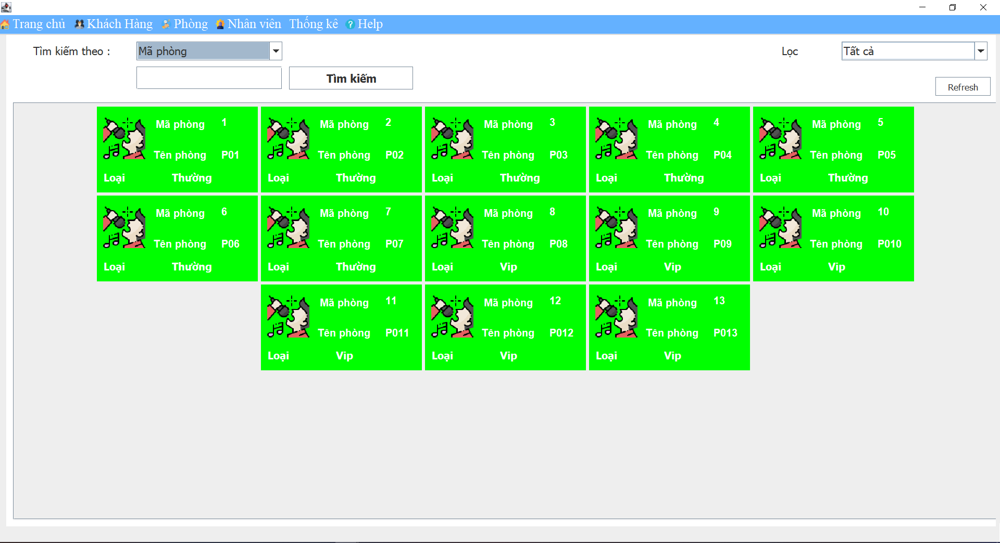 Trang chủ Khách Hàng Phòng Nhân viên Thống kê Help
Tìm kiếm theo : Mã phòng Lọc Tất cả
Tìm kiếm
Refresh
Mã phòng 1 Mã phòng 2 Mã phòng 3 Mã phòng 4 Mã phòng 5
Tên phòng P01 Tên phòng P02 Tên phòng P03 Tên phòng P04 Tên phòng P05
Loại Thường Loại Thường Loại Thường Loại Thường Loại Thường
Mã phòng 6 Mã phòng 7 Mã phòng 8 Mã phòng 9 Mã phòng 10
Tên phòng P06 Tên phòng P07 Tên phòng P08 Tên phòng P09 Tên phòng P010
Loại Thường Loại Thường Loại Vip Loại Vip Loại Vip
Mã phòng 11 Mã phòng 12 Mã phòng 13
Tên phòng P011 Tên phòng P012 Tên phòng P013
Loại Vip Loại Vip Loại Vip